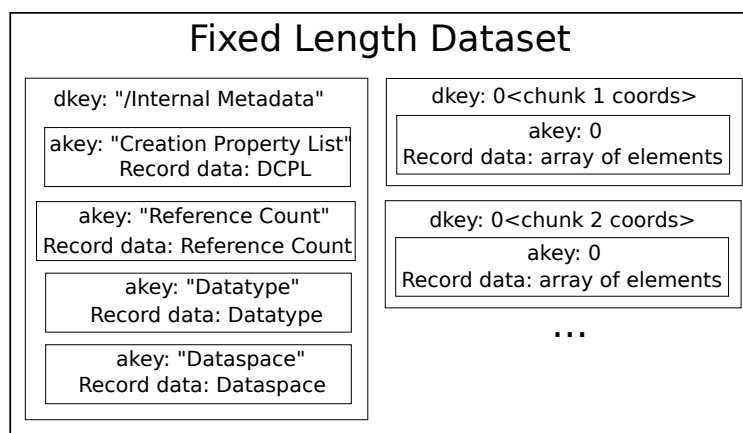 Fixed Length Dataset
dkey: "/Internal Metadata"
akey: "Creation Property List"
Record data: DCPL
akey: "Reference Count"
Record data: Reference Count
akey: "Datatype"
Record data: Datatype
akey: "Dataspace"
Record data: Dataspace
dkey: 0<chunk 1 coords>
akey: 0
Record data: array of elements
dkey: 0<chunk 2 coords>
akey: 0
Record data: array of elements
...